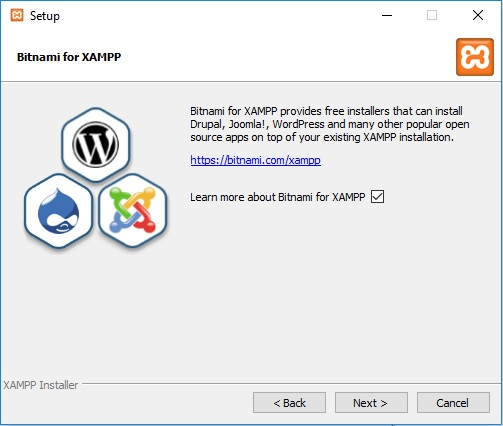 Setup
Bitnami for XAMPP
Bitnami for XAMPP provides free installers that can install
Drupal, Joomla!, WordPress and many other popular open
source apps on top of your existing XAMPP installation.
https://bitnami.com/xampp
Learn more about Bitnami for XAMPP
XAMPP Installer
< Back
Next >
Cancel